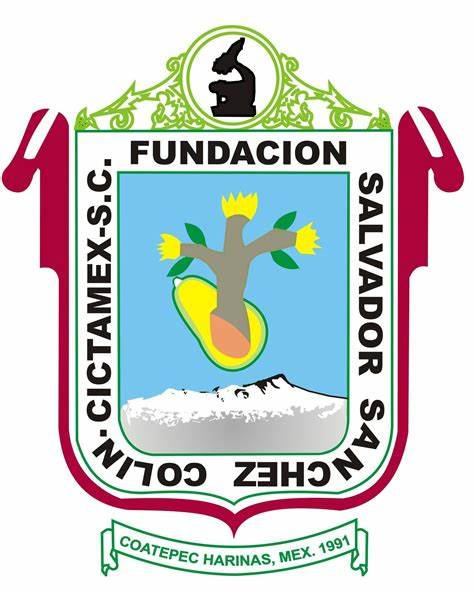 FUNDACION
SALVADOR
SANCHEZ COLIN·
CICTAMEX-S.C.
COATEPEC HARINAS, MEX. 1991